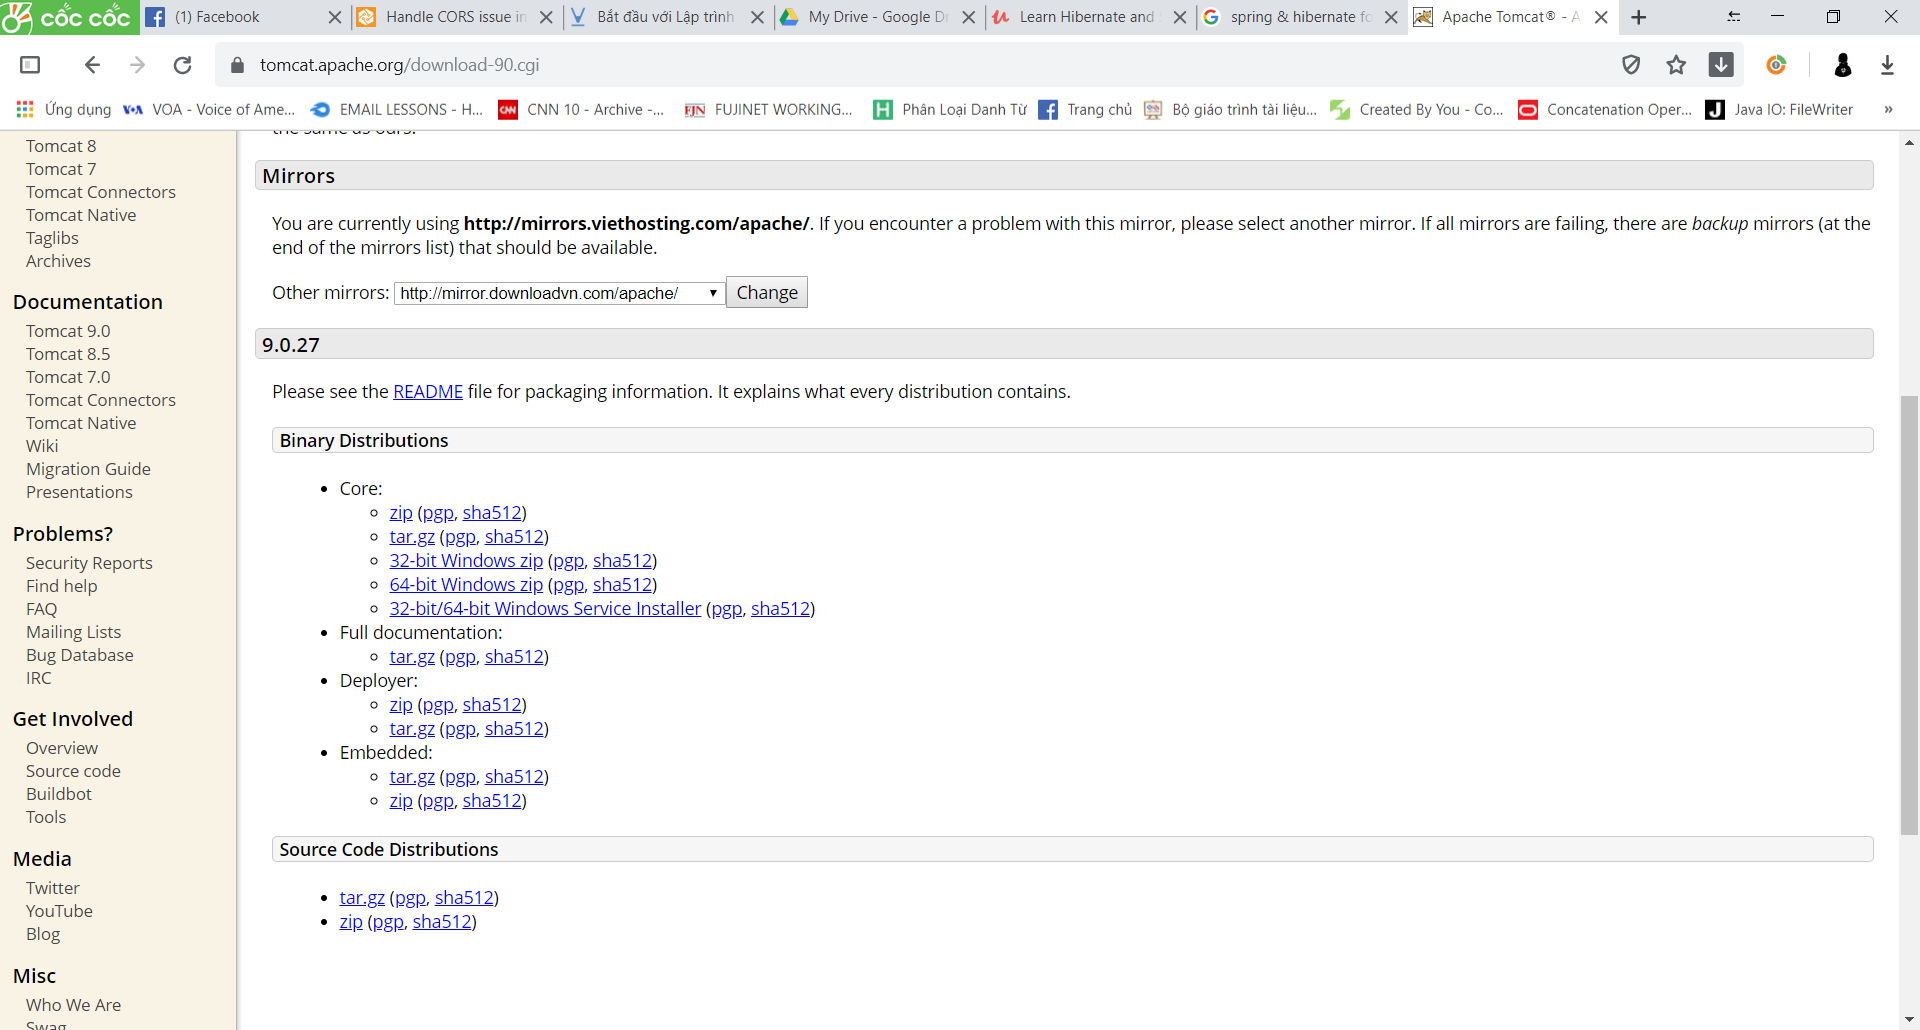 cốc cốc
(1) Facebook
Handle CORS issue in
Bắt đầu với Lập trình
My Drive - Google Dr
Learn Hibernate and
spring & hibernate fo
Apache Tomcat® - A
tomcat.apache.org/download-90.cgi
Ứng dụng
VOA VOA - Voice of Ame...
EMAIL LESSONS - H...
CNN CNN 10 - Archive -...
FJN FUJINET WORKING...
H Phân Loại Danh Từ
Trang chủ
Bộ giáo trình tài liệu...
Created By You - Co...
Concatenation Oper...
J Java IO: FileWriter
»
the same as ours.
Tomcat 8
Tomcat 7
Tomcat Connectors
Tomcat Native
Taglibs
Archives
Documentation
Tomcat 9.0
Tomcat 8.5
Tomcat 7.0
Tomcat Connectors
Tomcat Native
Wiki
Migration Guide
Presentations
Problems?
Security Reports
Find help
FAQ
Mailing Lists
Bug Database
IRC
Get Involved
Overview
Source code
Buildbot
Tools
Media
Twitter
YouTube
Blog
Misc
Who We Are
Swag
Mirrors
You are currently using http://mirrors.viethosting.com/apache/. If you encounter a problem with this mirror, please select another mirror. If all mirrors are failing, there are backup mirrors (at the
end of the mirrors list) that should be available.
Other mirrors: http://mirror.downloadvn.com/apache/ Change
9.0.27
Please see the README file for packaging information. It explains what every distribution contains.
Binary Distributions
Core:
zip (pgp, sha512)
tar.gz (pgp, sha512)
32-bit Windows zip (pgp, sha512)
64-bit Windows zip (pgp, sha512)
32-bit/64-bit Windows Service Installer (pgp, sha512)
Full documentation:
tar.gz (pgp, sha512)
Deployer:
zip (pgp, sha512)
tar.gz (pgp, sha512)
Embedded:
tar.gz (pgp, sha512)
zip (pgp, sha512)
Source Code Distributions
tar.gz (pgp, sha512)
zip (pgp, sha512)